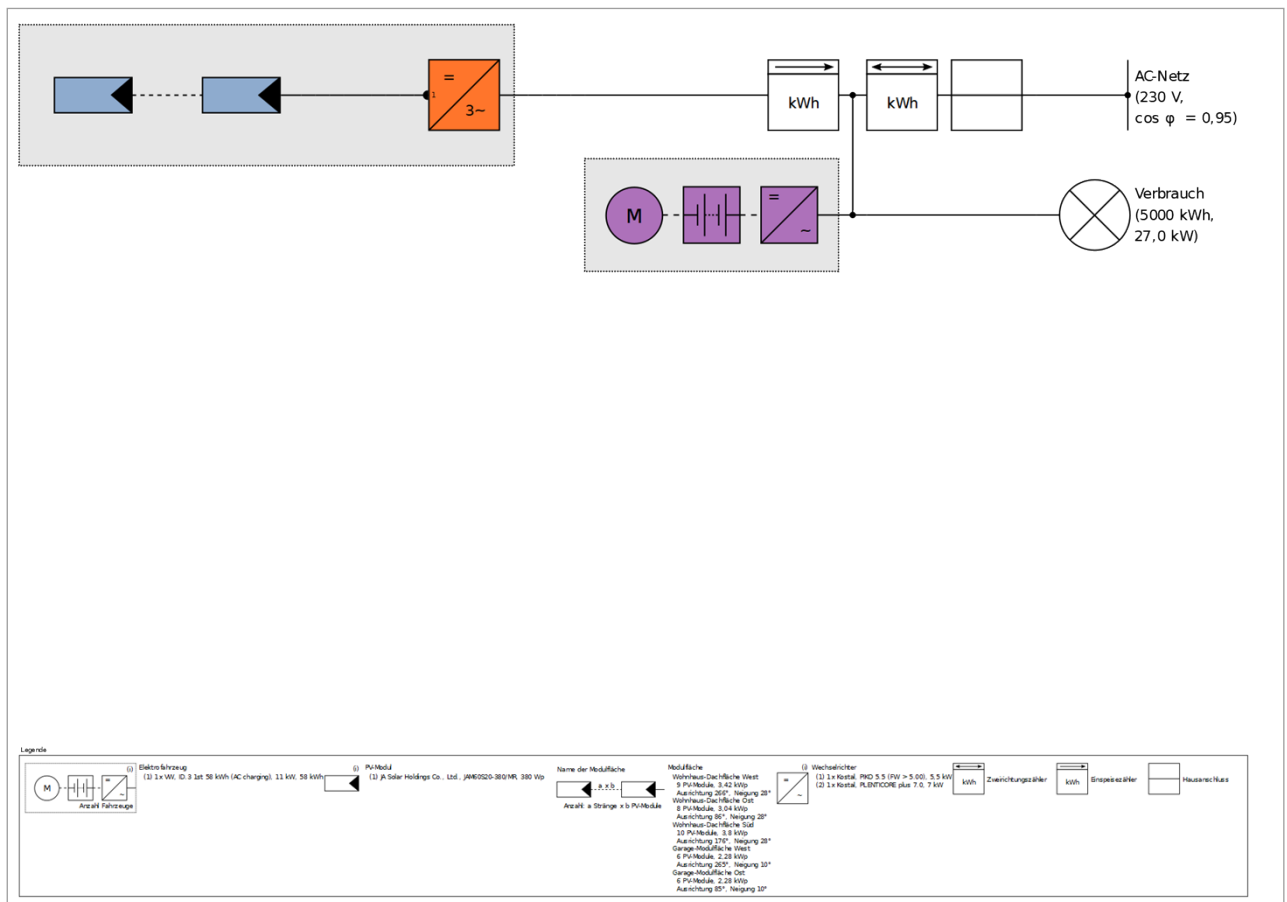 =
1
3~
kWh
kWh
AC-Netz
(230 V,
cos φ = 0,95)
M
=
~
Verbrauch
(5000 kWh,
27,0 kW)
Legende
M
=
~
(i)
Anzahl Fahrzeuge
Elektrofahrzeug
(1) 1x VW, ID.3 1st 58 kWh (AC charging), 11 kW, 58 kWh
(i)
PV-Modul
(1) JA Solar Holdings Co., Ltd., JAM60S20-380/MR, 380 Wp
Name der Modulfläche
a x b
Anzahl: a Stränge x b PV-Module
Modulfläche
Wohnhaus-Dachfläche West
9 PV-Module, 3,42 kWp
Ausrichtung 266°, Neigung 28°
Wohnhaus-Dachfläche Ost
8 PV-Module, 3,04 kWp
Ausrichtung 86°, Neigung 28°
Wohnhaus-Dachfläche Süd
10 PV-Module, 3,8 kWp
Ausrichtung 176°, Neigung 28°
Garage-Modulfläche West
6 PV-Module, 2,28 kWp
Ausrichtung 265°, Neigung 10°
Garage-Modulfläche Ost
6 PV-Module, 2,28 kWp
Ausrichtung 85°, Neigung 10°
(i)
=
~
Wechselrichter
(1) 1x Kostal, PIKO 5.5 (FW > 5.00), 5,5 kW
(2) 1x Kostal, PLENTICORE plus 7.0, 7 kW
kWh
Zweirichtungszähler
kWh
Einspeisezähler
Hausanschluss